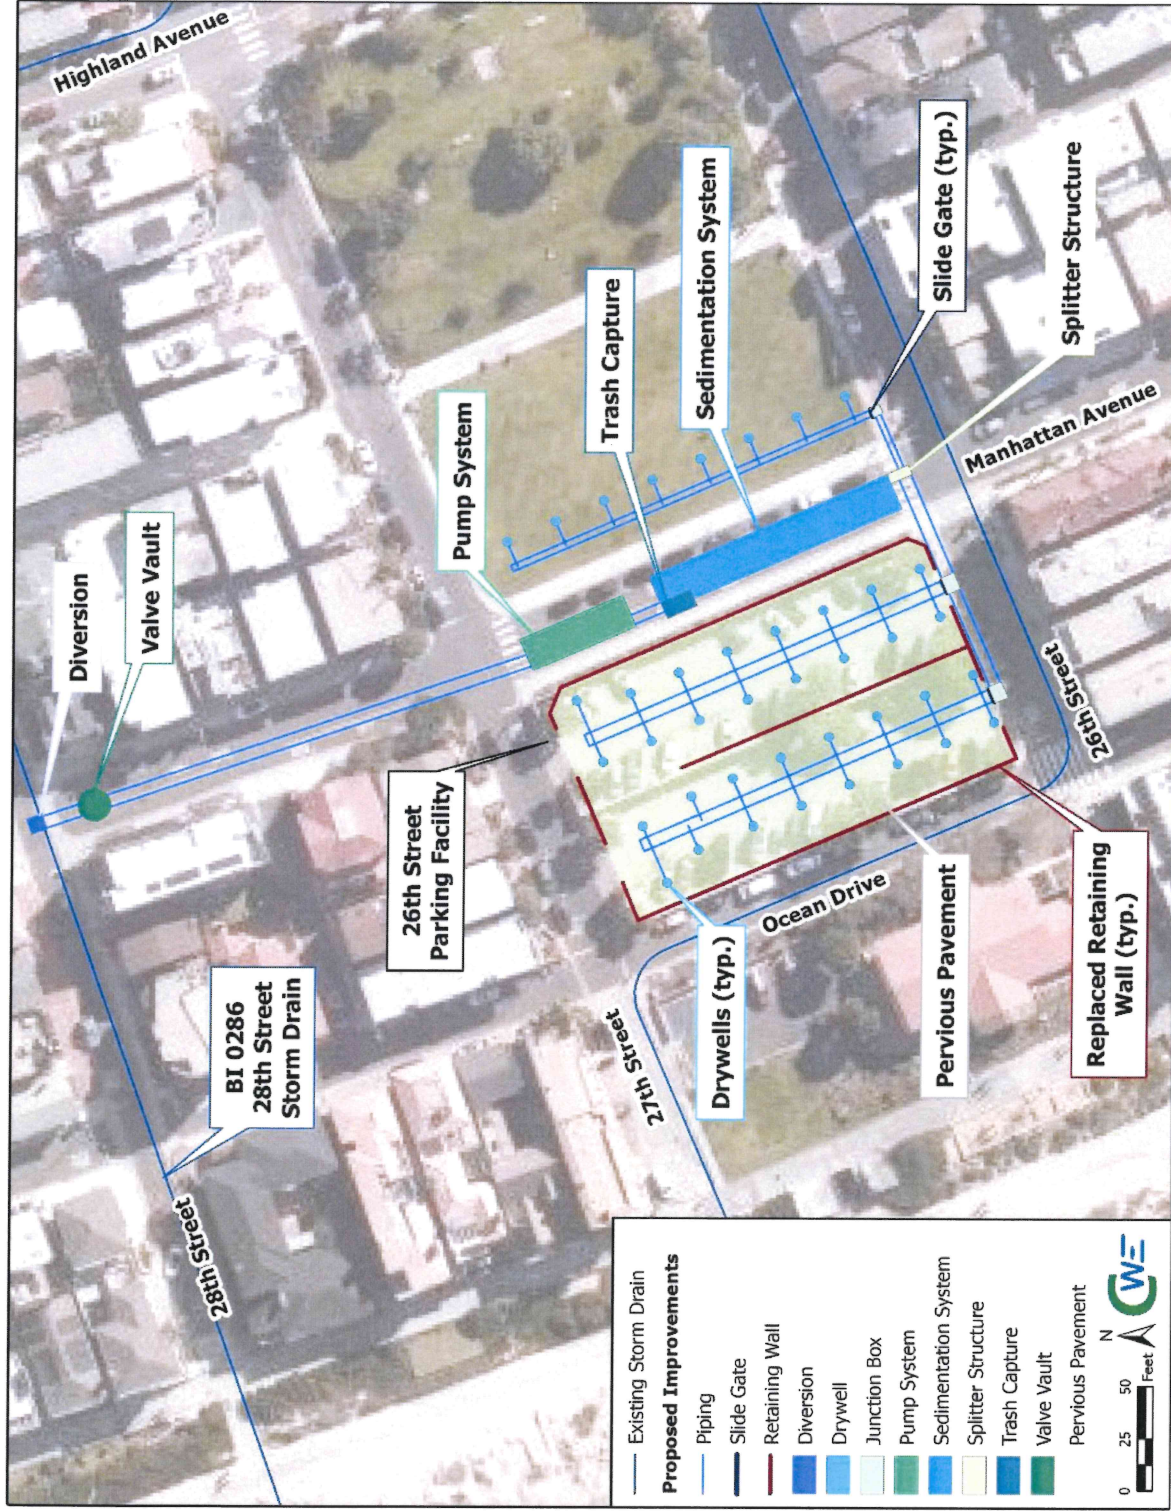 Highland Avenue
Diversion
Valve Vault
Pump System
Trash Capture
Sedimentation System
Slide Gate (typ.)
Splitter Structure
Manhattan Avenue
26th Street
26th Street
Parking Facility
BI 0286
28th Street
Storm Drain
28th Street
27th Street
Ocean Drive
Drywells (typ.)
Pervious Pavement
Replaced Retaining
Wall (typ.)
Existing Storm Drain
Proposed Improvements
Piping
Slide Gate
Retaining Wall
Diversion
Drywell
Junction Box
Pump System
Sedimentation System
Splitter Structure
Trash Capture
Valve Vault
Pervious Pavement
0 25 50
Feet
N
CWE